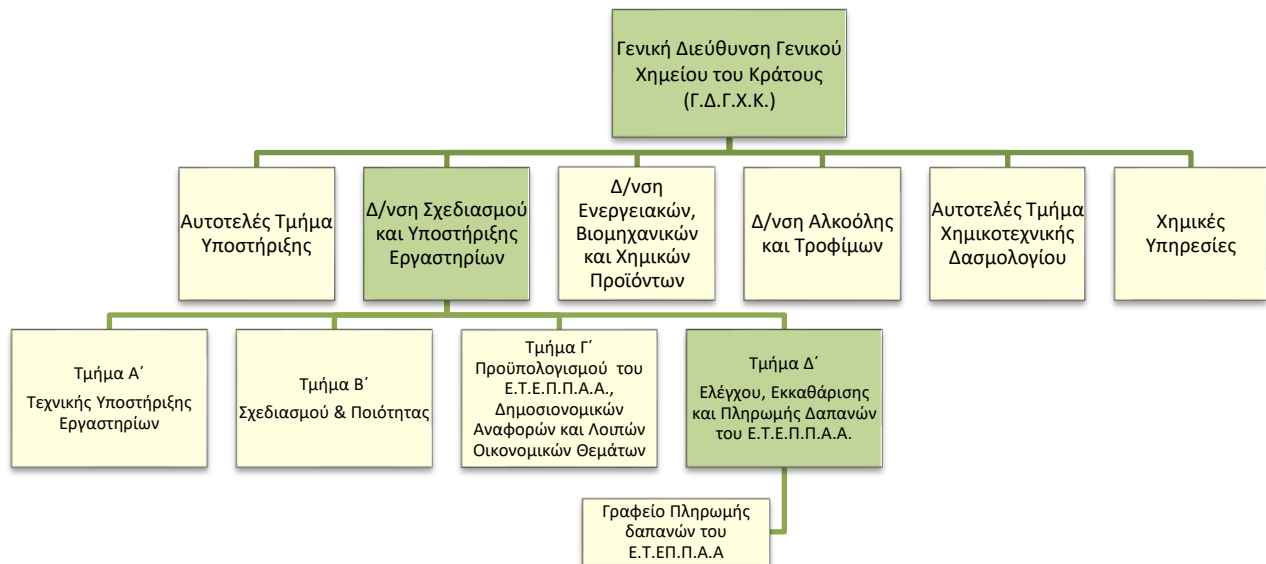 Γενική Διεύθυνση Γενικού
Χημείου του Κράτους
(Γ.Δ.Γ.Χ.Κ.)
Αυτοτελές Τμήμα
Υποστήριξης
Δ/νση Σχεδιασμού
και Υποστήριξης
Εργαστηρίων
Δ/νση
Ενεργειακών,
Βιομηχανικών
και Χημικών
Προϊόντων
Δ/νση Αλκοόλης
και Τροφίμων
Αυτοτελές Τμήμα
Χημικοτεχνικής
Δασμολογίου
Χημικές
Υπηρεσίες
Τμήμα Α΄
Τεχνικής Υποστήριξης
Εργαστηρίων
Τμήμα Β΄
Σχεδιασμού & Ποιότητας
Τμήμα Γ΄
Προϋπολογισμού του
Ε.Τ.Ε.Π.Π.Α.Α.,
Δημοσιονομικών
Αναφορών και Λοιπών
Οικονομικών Θεμάτων
Τμήμα Δ΄
Ελέγχου, Εκκαθάρισης
και Πληρωμής Δαπανών
του Ε.Τ.Ε.Π.Π.Α.Α.
Γραφείο Πληρωμής
δαπανών του
Ε.Τ.ΕΠ.Π.Α.Α